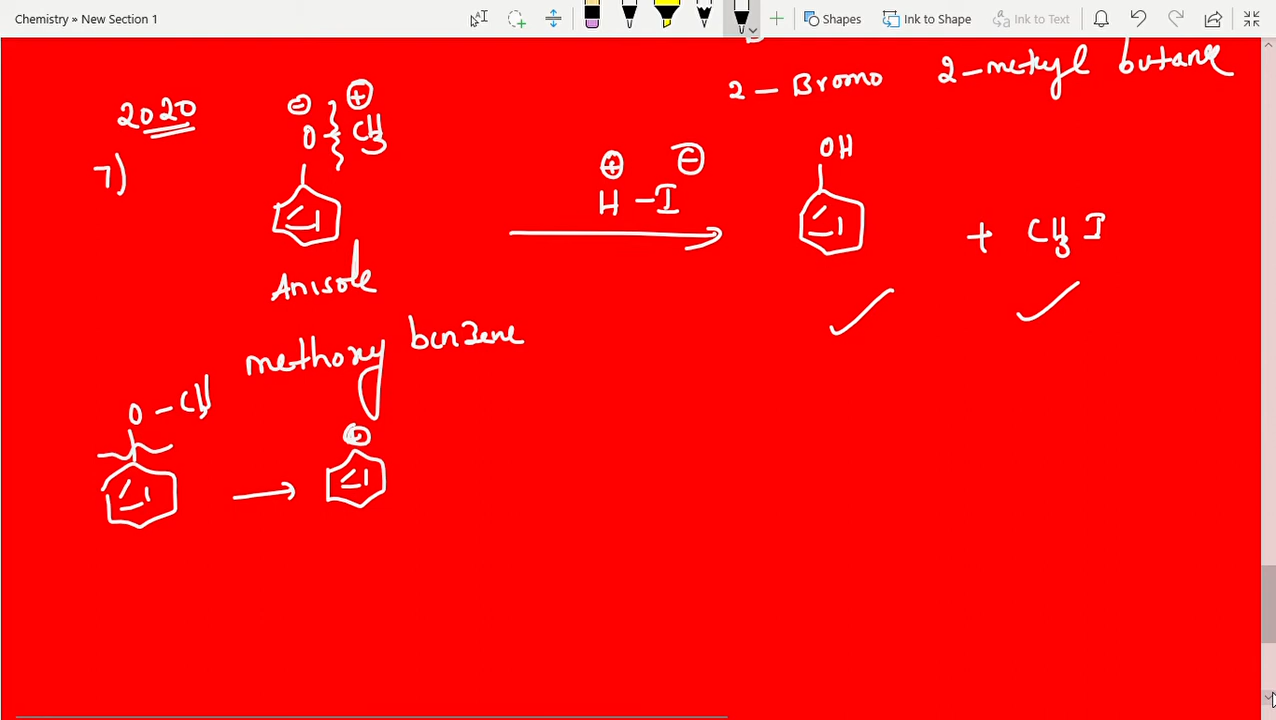 Chemistry » New Section 1
Shapes
Ink to Shape
Ink to Text
2 - Bromo 2-methyl butane
2020
7)
⊖ ⊕
O CH3
⊕ ⊖
H - I
OH
+ CH3 I
Anisole
methoxy benzene
O - CH3